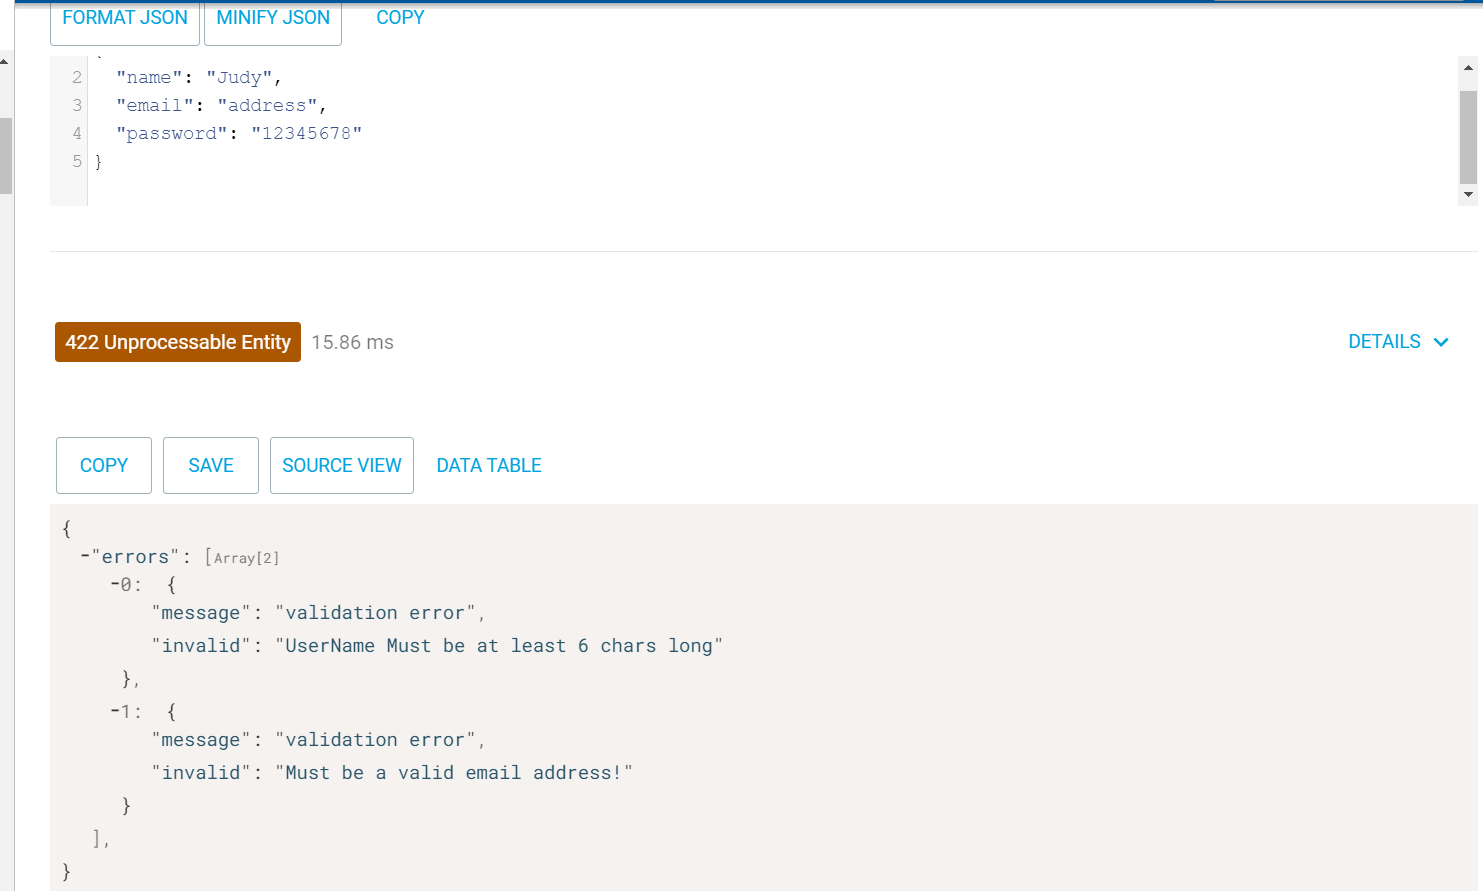 FORMAT JSON MINIFY JSON COPY
2 "name": "Judy",
3 "email": "address",
4 "password": "12345678"
5 }
422 Unprocessable Entity 15.86 ms DETAILS
COPY SAVE SOURCE VIEW DATA TABLE
{
-"errors": [Array[2]
-0: {
"message": "validation error",
"invalid": "UserName Must be at least 6 chars long"
},
-1: {
"message": "validation error",
"invalid": "Must be a valid email address!"
}
],
}